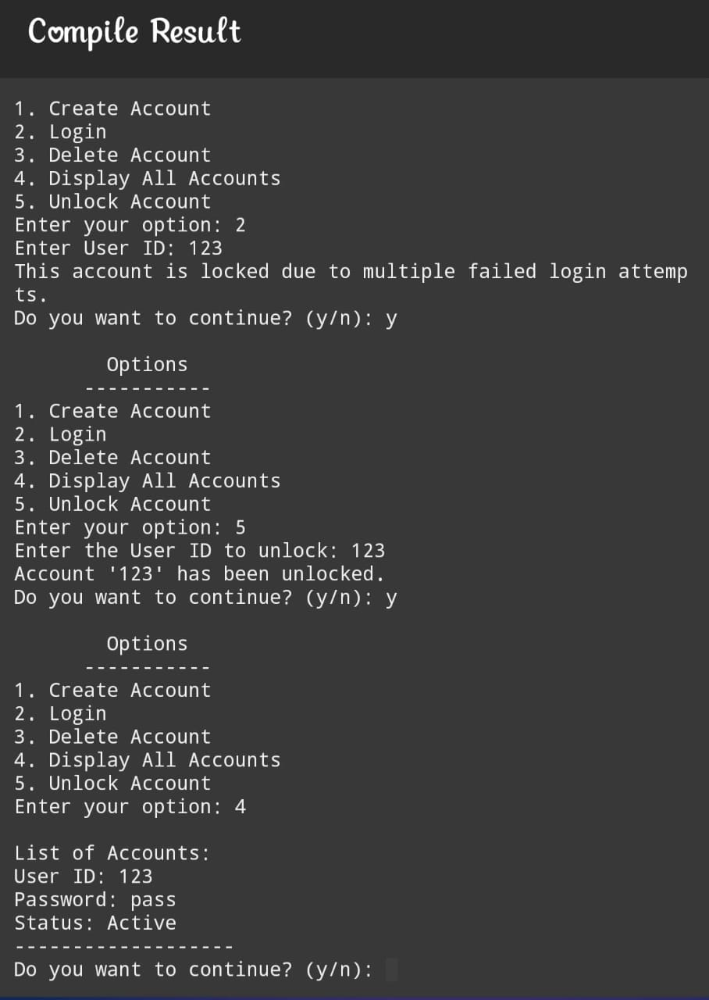 Compile Result
1. Create Account
2. Login
3. Delete Account
4. Display All Accounts
5. Unlock Account
Enter your option: 2
Enter User ID: 123
This account is locked due to multiple failed login attemp
ts.
Do you want to continue? (y/n): y
Options
-----------
1. Create Account
2. Login
3. Delete Account
4. Display All Accounts
5. Unlock Account
Enter your option: 5
Enter the User ID to unlock: 123
Account '123' has been unlocked.
Do you want to continue? (y/n): y
Options
-----------
1. Create Account
2. Login
3. Delete Account
4. Display All Accounts
5. Unlock Account
Enter your option: 4
List of Accounts:
User ID: 123
Password: pass
Status: Active
-------------------
Do you want to continue? (y/n):